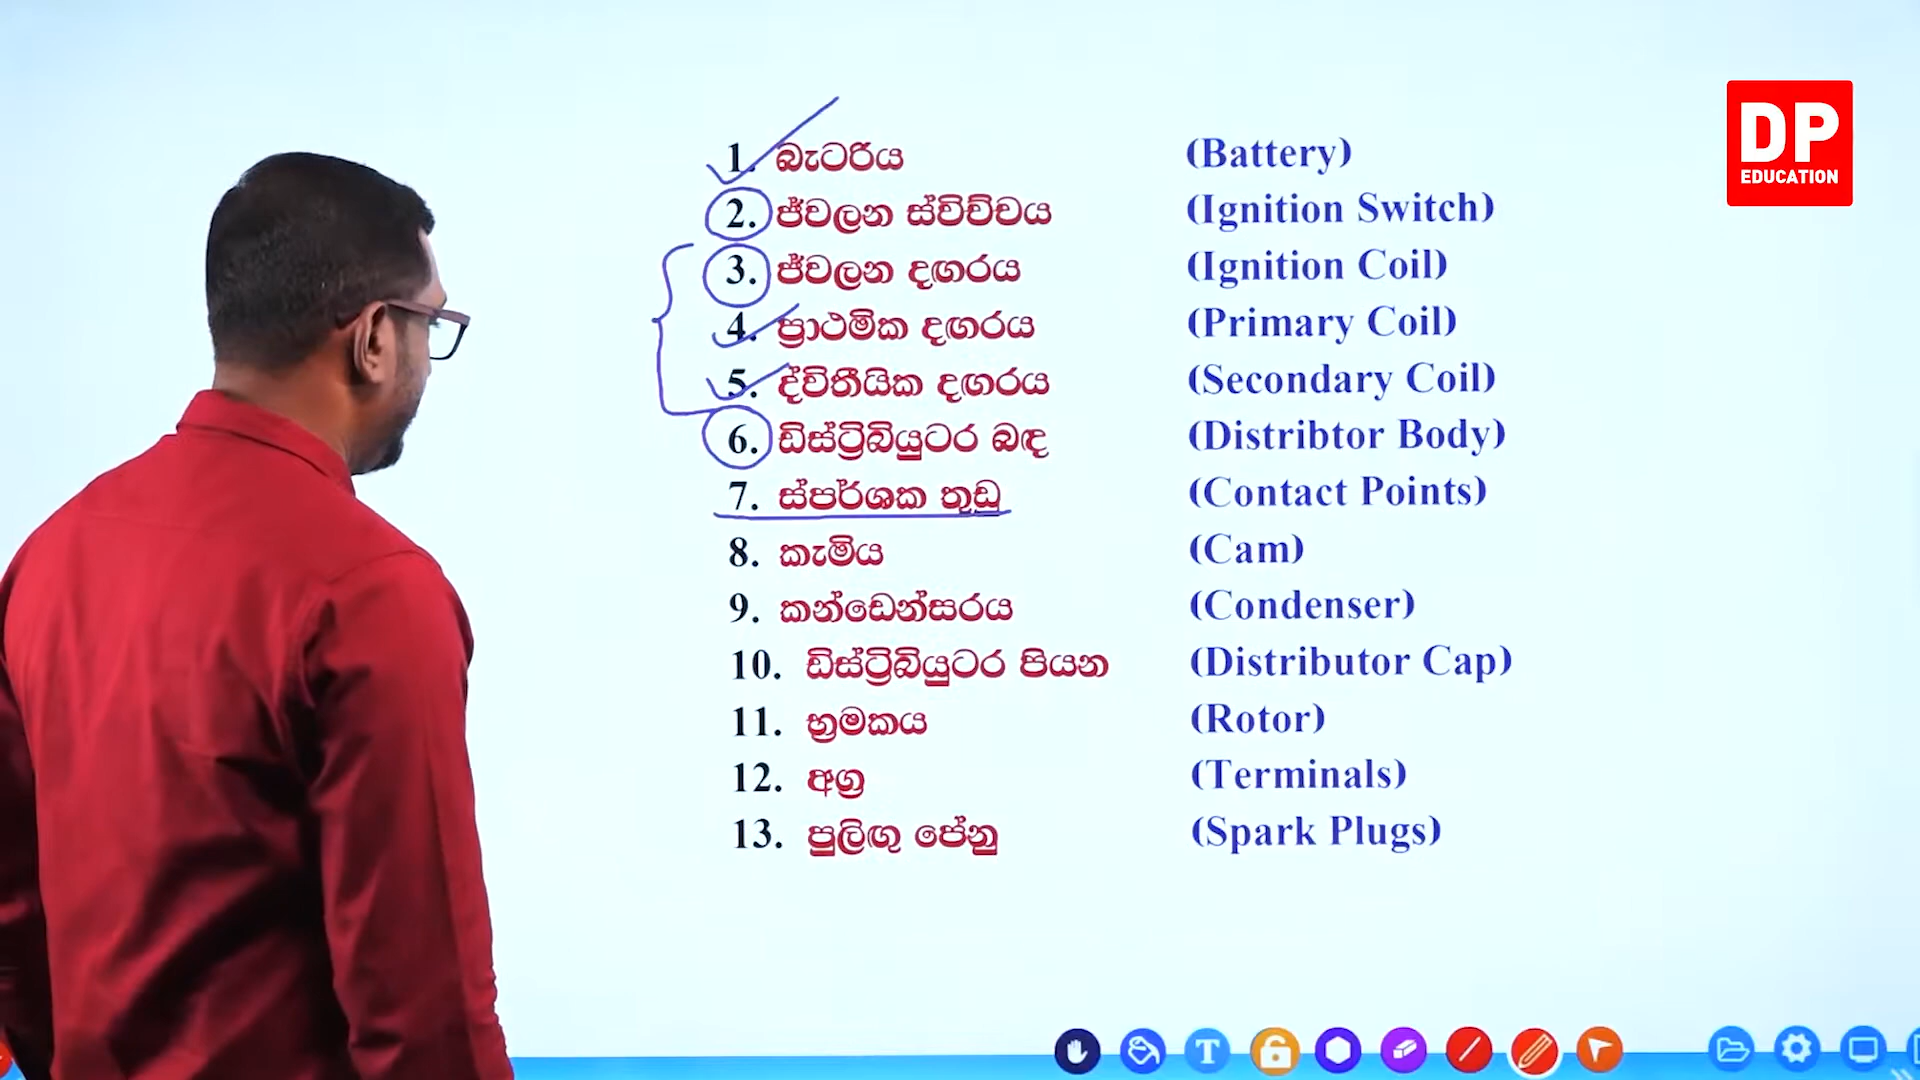 DP
EDUCATION
1. බැටරිය (Battery)
2. ජ්වලන ස්විච්චය (Ignition Switch)
3. ජ්වලන දඟරය (Ignition Coil)
4. ප්‍රාථමික දඟරය (Primary Coil)
5. ද්විතීයික දඟරය (Secondary Coil)
6. ඩිස්ට්‍රිබියුටර බඳ (Distribtor Body)
7. ස්පර්ශක තුඩු (Contact Points)
8. කැමිය (Cam)
9. කන්ඩෙන්සරය (Condenser)
10. ඩිස්ට්‍රිබියුටර පියන (Distributor Cap)
11. භ්‍රමකය (Rotor)
12. අග්‍ර (Terminals)
13. පුලිඟු පේනු (Spark Plugs)
T